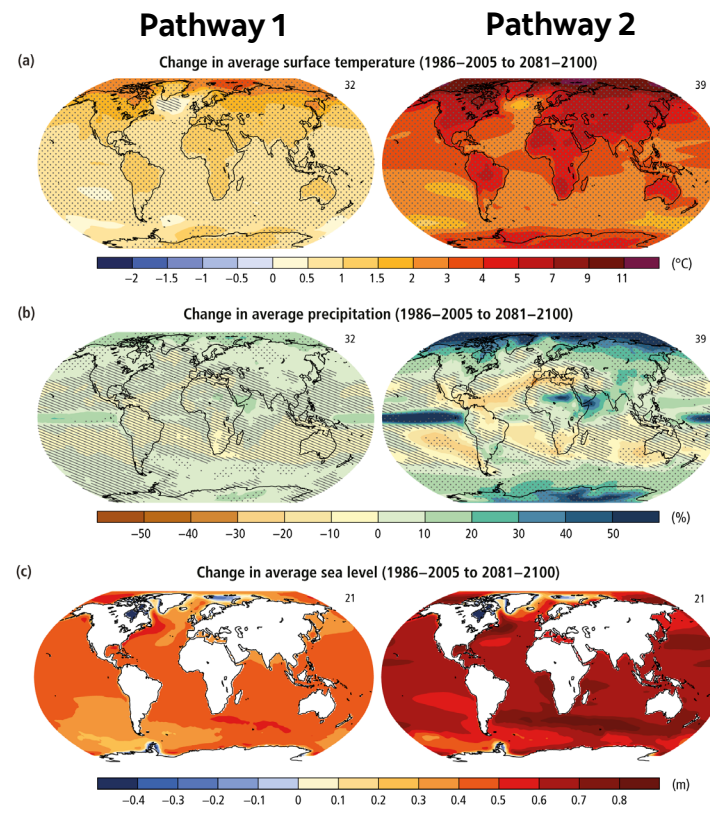 Pathway 1 Pathway 2
(a) Change in average surface temperature (1986–2005 to 2081–2100)
32 39
−2 −1.5 −1 −0.5 0 0.5 1 1.5 2 3 4 5 7 9 11 (°C)
(b) Change in average precipitation (1986–2005 to 2081–2100)
32 39
−50 −40 −30 −20 −10 0 10 20 30 40 50 (%)
(c) Change in average sea level (1986–2005 to 2081–2100)
21 21
−0.4 −0.3 −0.2 −0.1 0 0.1 0.2 0.3 0.4 0.5 0.6 0.7 0.8 (m)